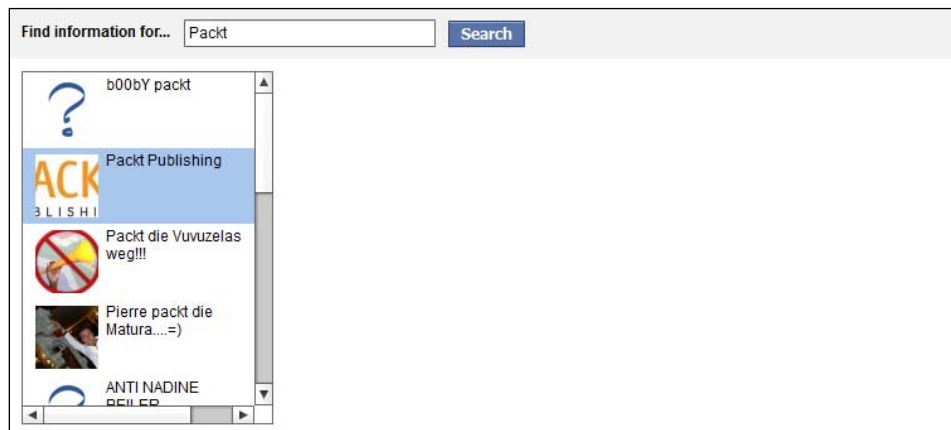 Find information for... Packt Search
b00bY packt
Packt Publishing
ACK
BLISHI
Packt die Vuvuzelas
weg!!!
Pierre packt die
Matura....=)
ANTI NADINE
BEILER